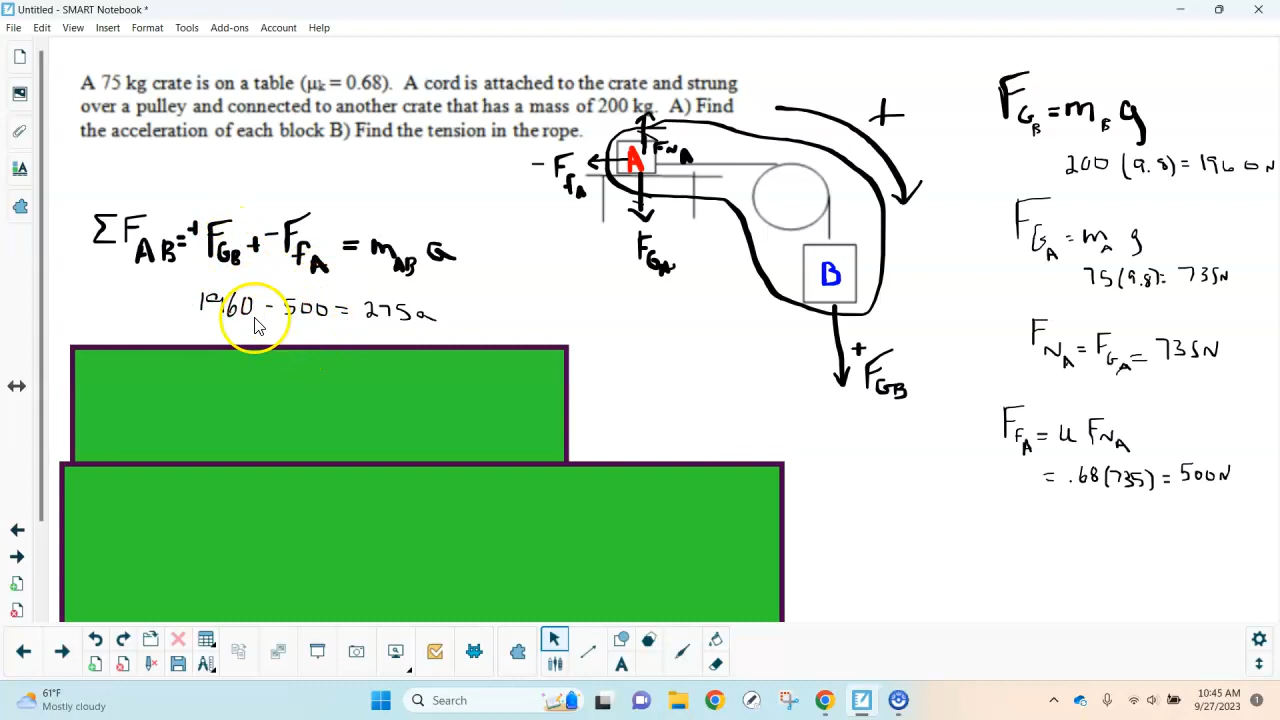 Untitled - SMART Notebook *
File Edit View Insert Format Tools Add-ons Account Help
A 75 kg crate is on a table (μk = 0.68). A cord is attached to the crate and strung
over a pulley and connected to another crate that has a mass of 200 kg. A) Find
the acceleration of each block B) Find the tension in the rope.
ΣF_AB = +F_GB + -F_fA = m_AB a
1960 - 500 = 275a
+
F_NA
A
- F_fA
F_GA
B
+
F_GB
F_GB = m_B g
200 (9.8) = 1960 N
F_GA = m_A g
75(9.8) = 735N
F_NA = F_GA = 735N
F_FA = u F_NA
= .68(735) = 500N
A
61°F
Mostly cloudy
Search
10:45 AM
9/27/2023